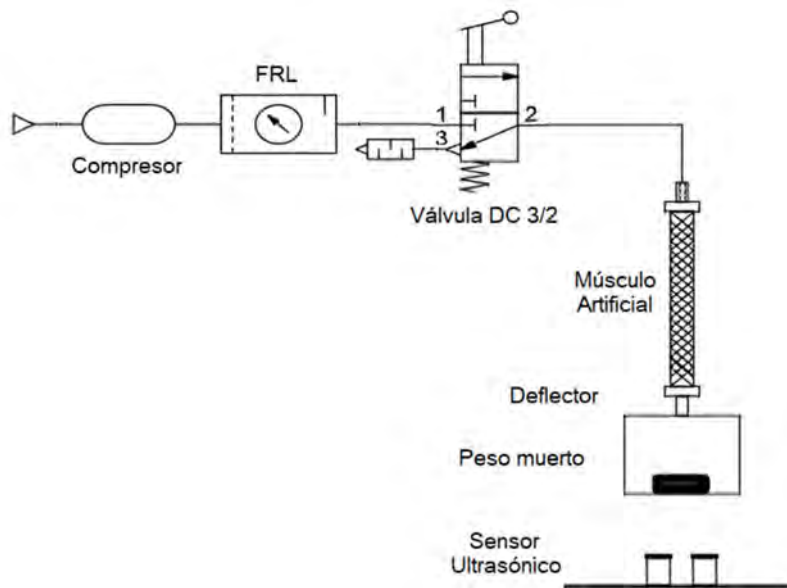 FRL
Compresor
1
2
3
Válvula DC 3/2
Músculo
Artificial
Deflector
Peso muerto
Sensor
Ultrasónico